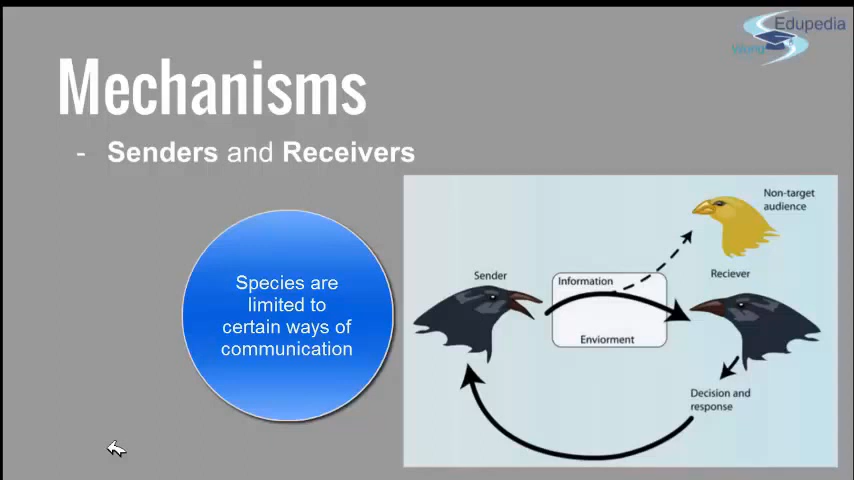 Edupedia
World
Mechanisms
- Senders and Receivers
Species are
limited to
certain ways of
communication
Non-target
audience
Sender
Information
Reciever
Enviorment
Decision and
response